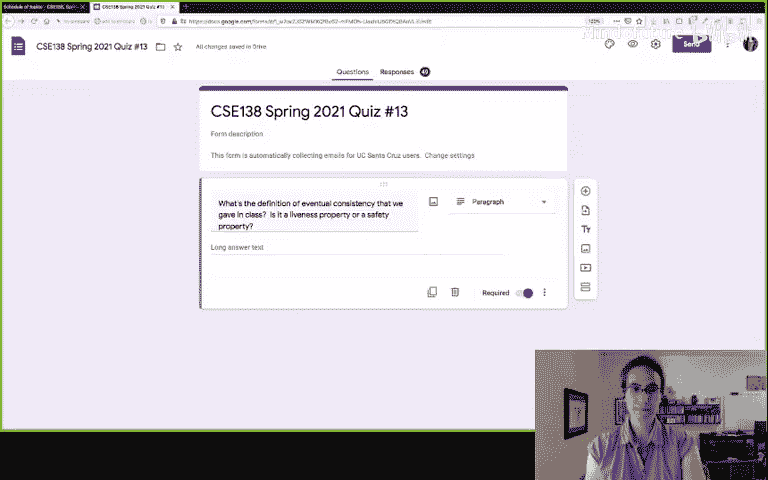 CSE138 Spring 2021 Quiz #13
All changes saved in Drive
Send
Questions
Responses
49
CSE138 Spring 2021 Quiz #13
Form description
This form is automatically collecting emails for UC Santa Cruz users. Change settings
What's the definition of eventual consistency that we
gave in class? Is it a liveness property or a safety
property?
Paragraph
Long answer text
Required